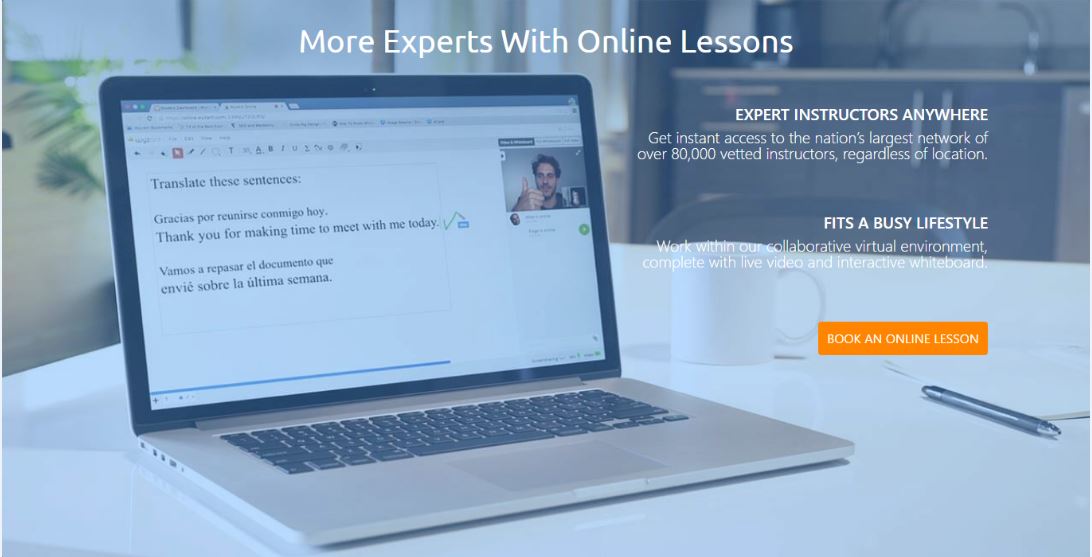 More Experts With Online Lessons
EXPERT INSTRUCTORS ANYWHERE
Get instant access to the nation's largest network of
over 80,000 vetted instructors, regardless of location.
FITS A BUSY LIFESTYLE
Work within our collaborative virtual environment,
complete with live video and interactive whiteboard.
BOOK AN ONLINE LESSON
Translate these sentences:
Gracias por reunirse conmigo hoy.
Thank you for making time to meet with me today.
Vamos a repasar el documento que
envié sobre la última semana.